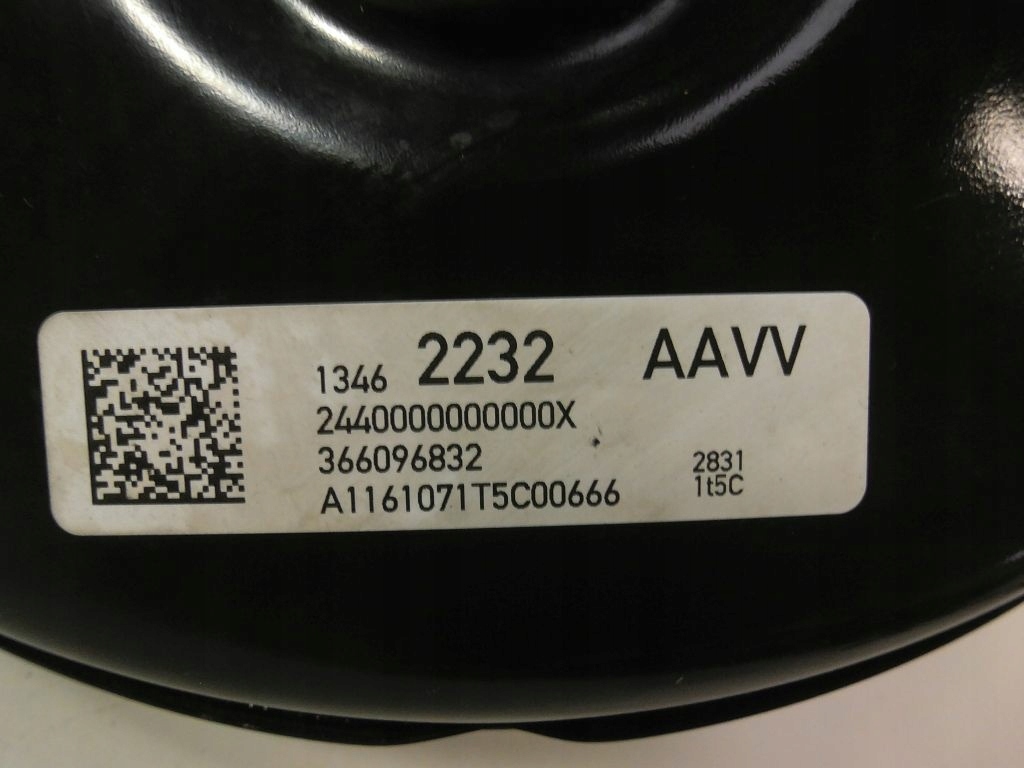 1346 2232 AAVV
2440000000000X
366096832
2831
A1161071T5C00666
1t5C